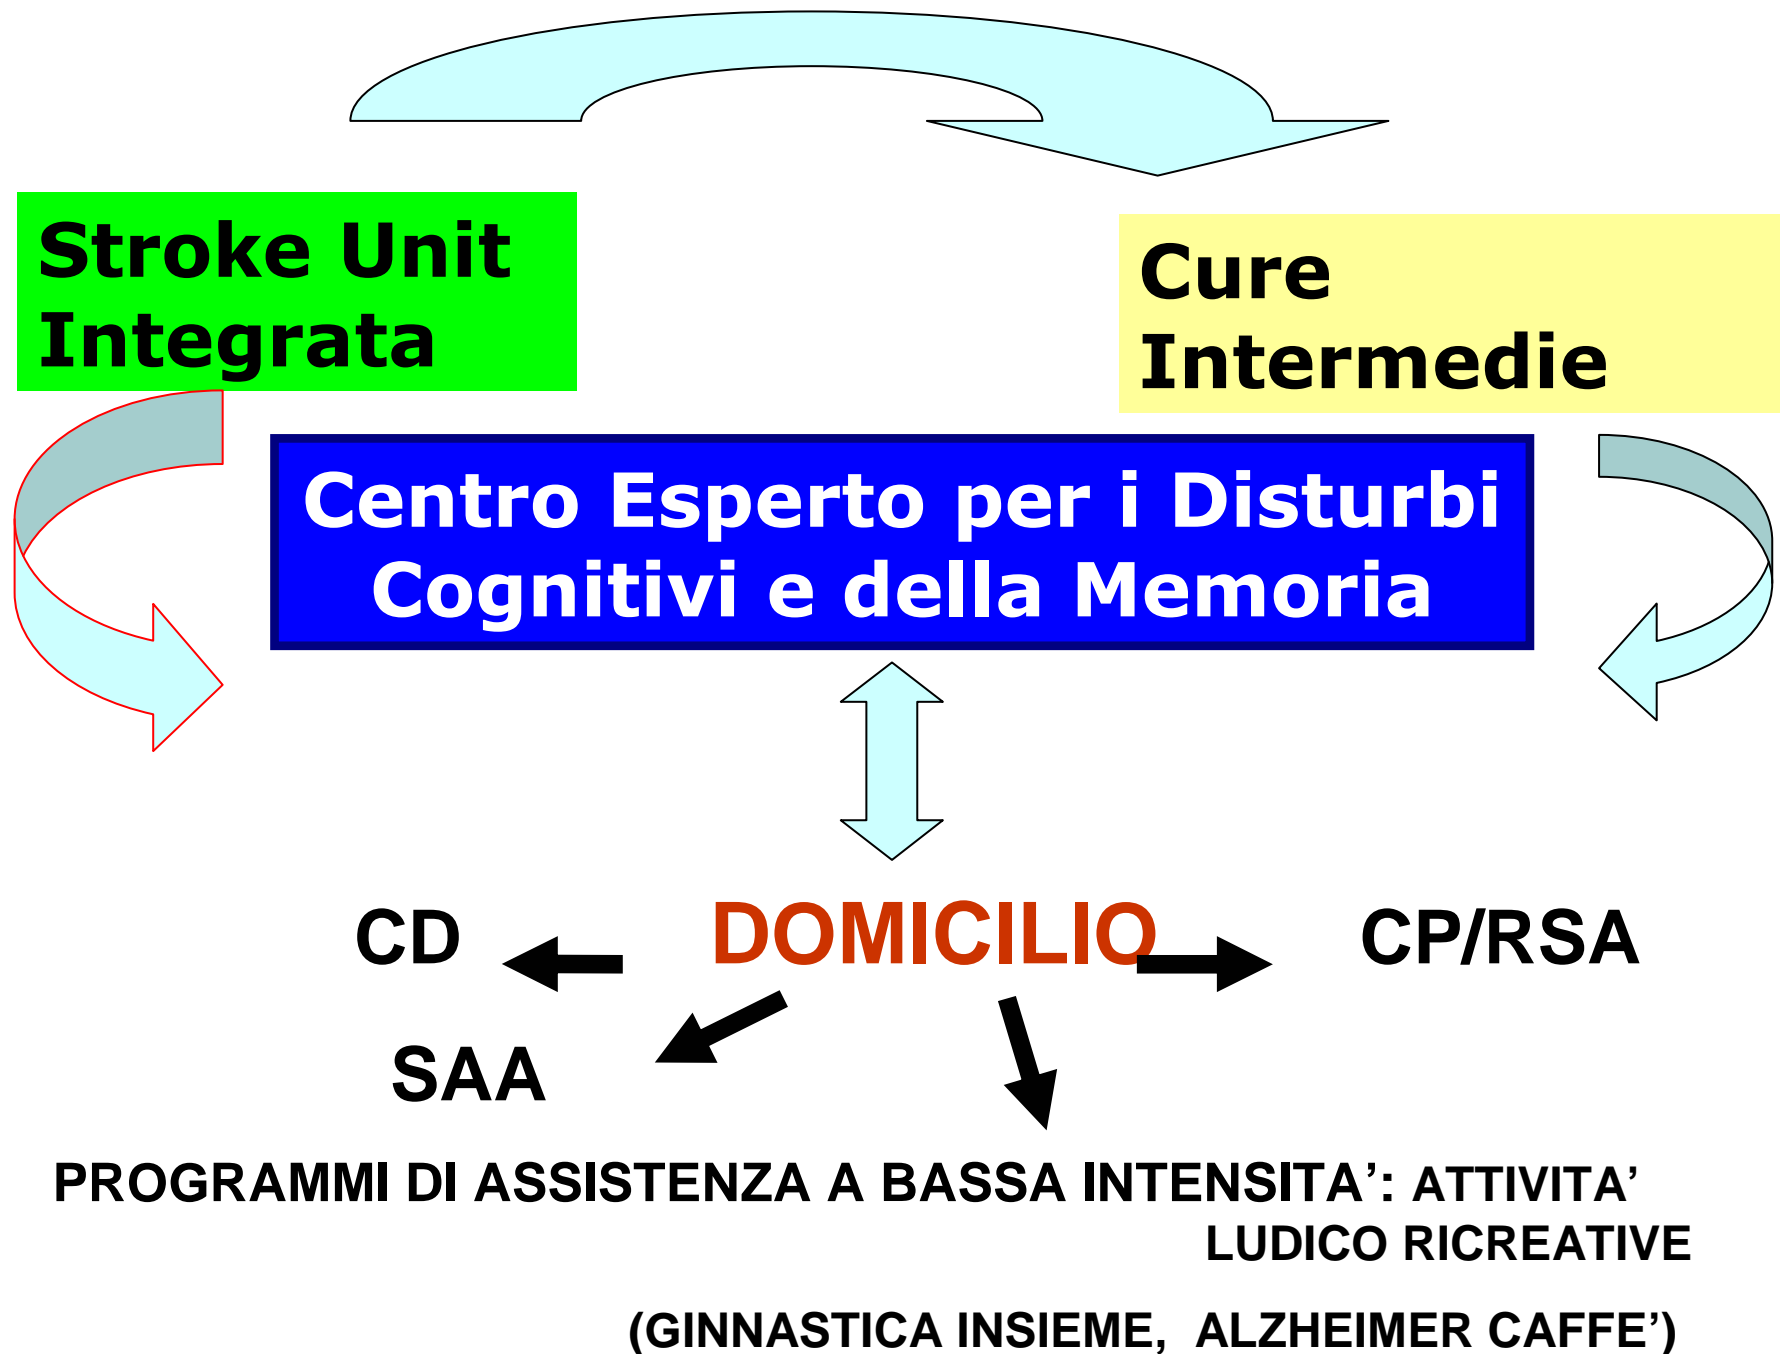 Stroke Unit
Integrata
Cure
Intermedie
Centro Esperto per i Disturbi
Cognitivi e della Memoria
CD
DOMICILIO
CP/RSA
SAA
PROGRAMMI DI ASSISTENZA A BASSA INTENSITA’: ATTIVITA’
LUDICO RICREATIVE
(GINNASTICA INSIEME, ALZHEIMER CAFFE’)